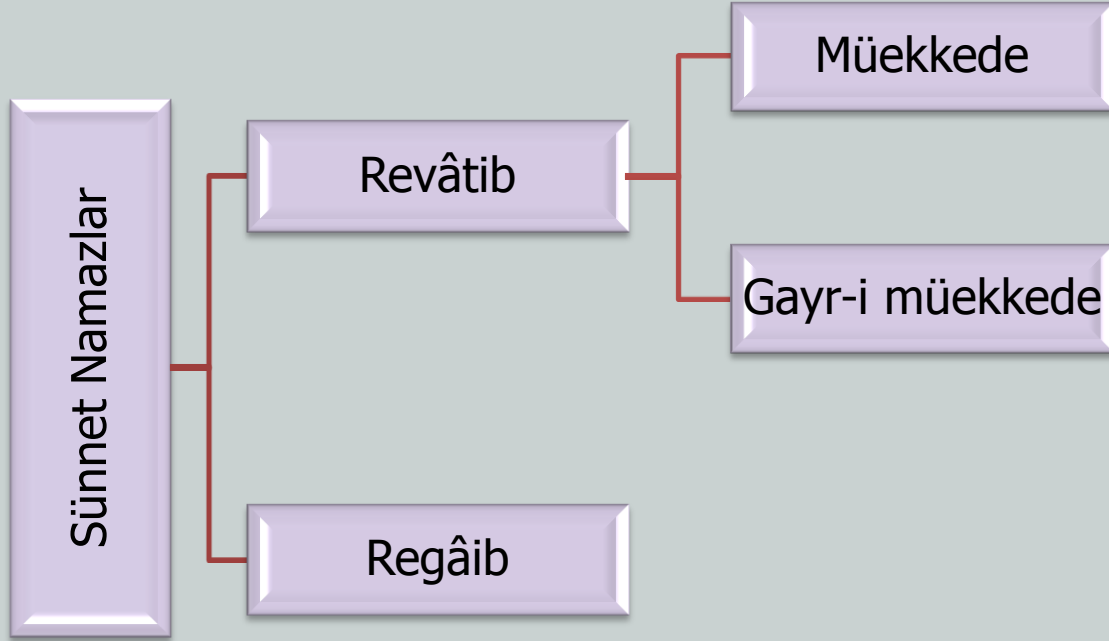 Sünnet Namazlar
Revâtib
Müekkede
Gayr-i müekkede
Regâib